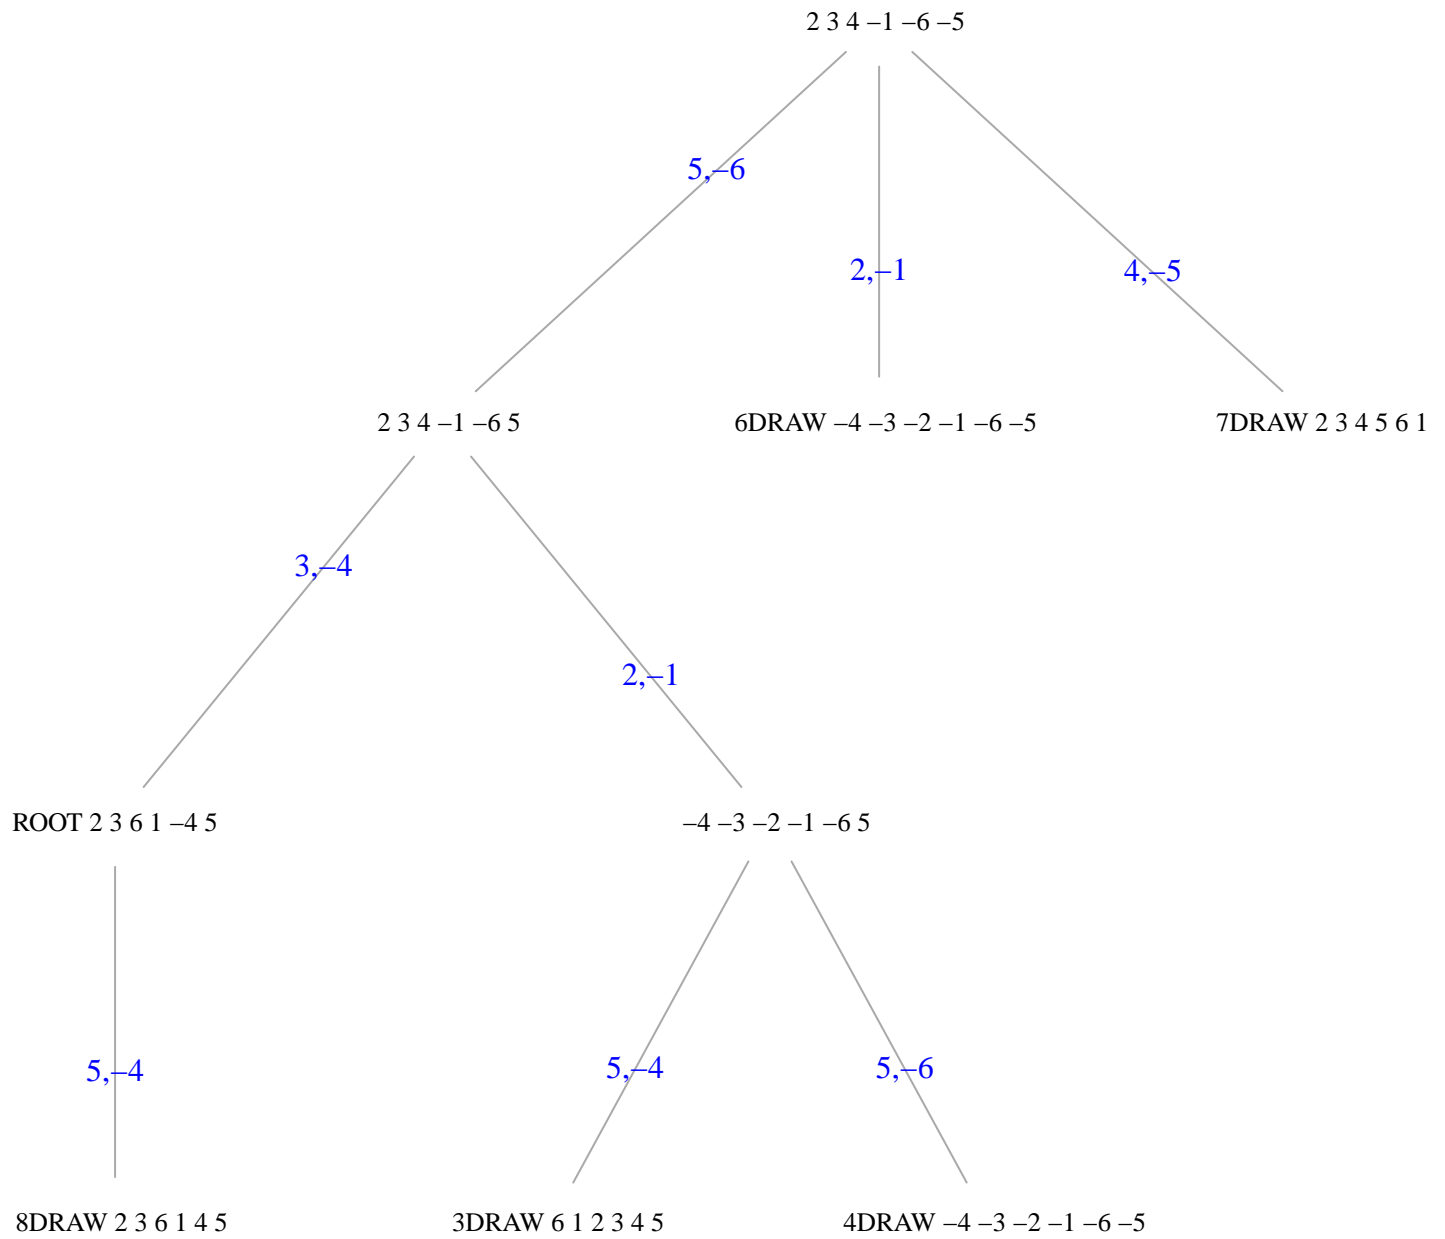 2 3 4 –1 –6 –5
5,–6
2,–1
4,–5
2 3 4 –1 –6 5
6DRAW –4 –3 –2 –1 –6 –5
7DRAW 2 3 4 5 6 1
3,–4
2,–1
ROOT 2 3 6 1 –4 5
–4 –3 –2 –1 –6 5
5,–4
5,–4
5,–6
8DRAW 2 3 6 1 4 5
3DRAW 6 1 2 3 4 5
4DRAW –4 –3 –2 –1 –6 –5